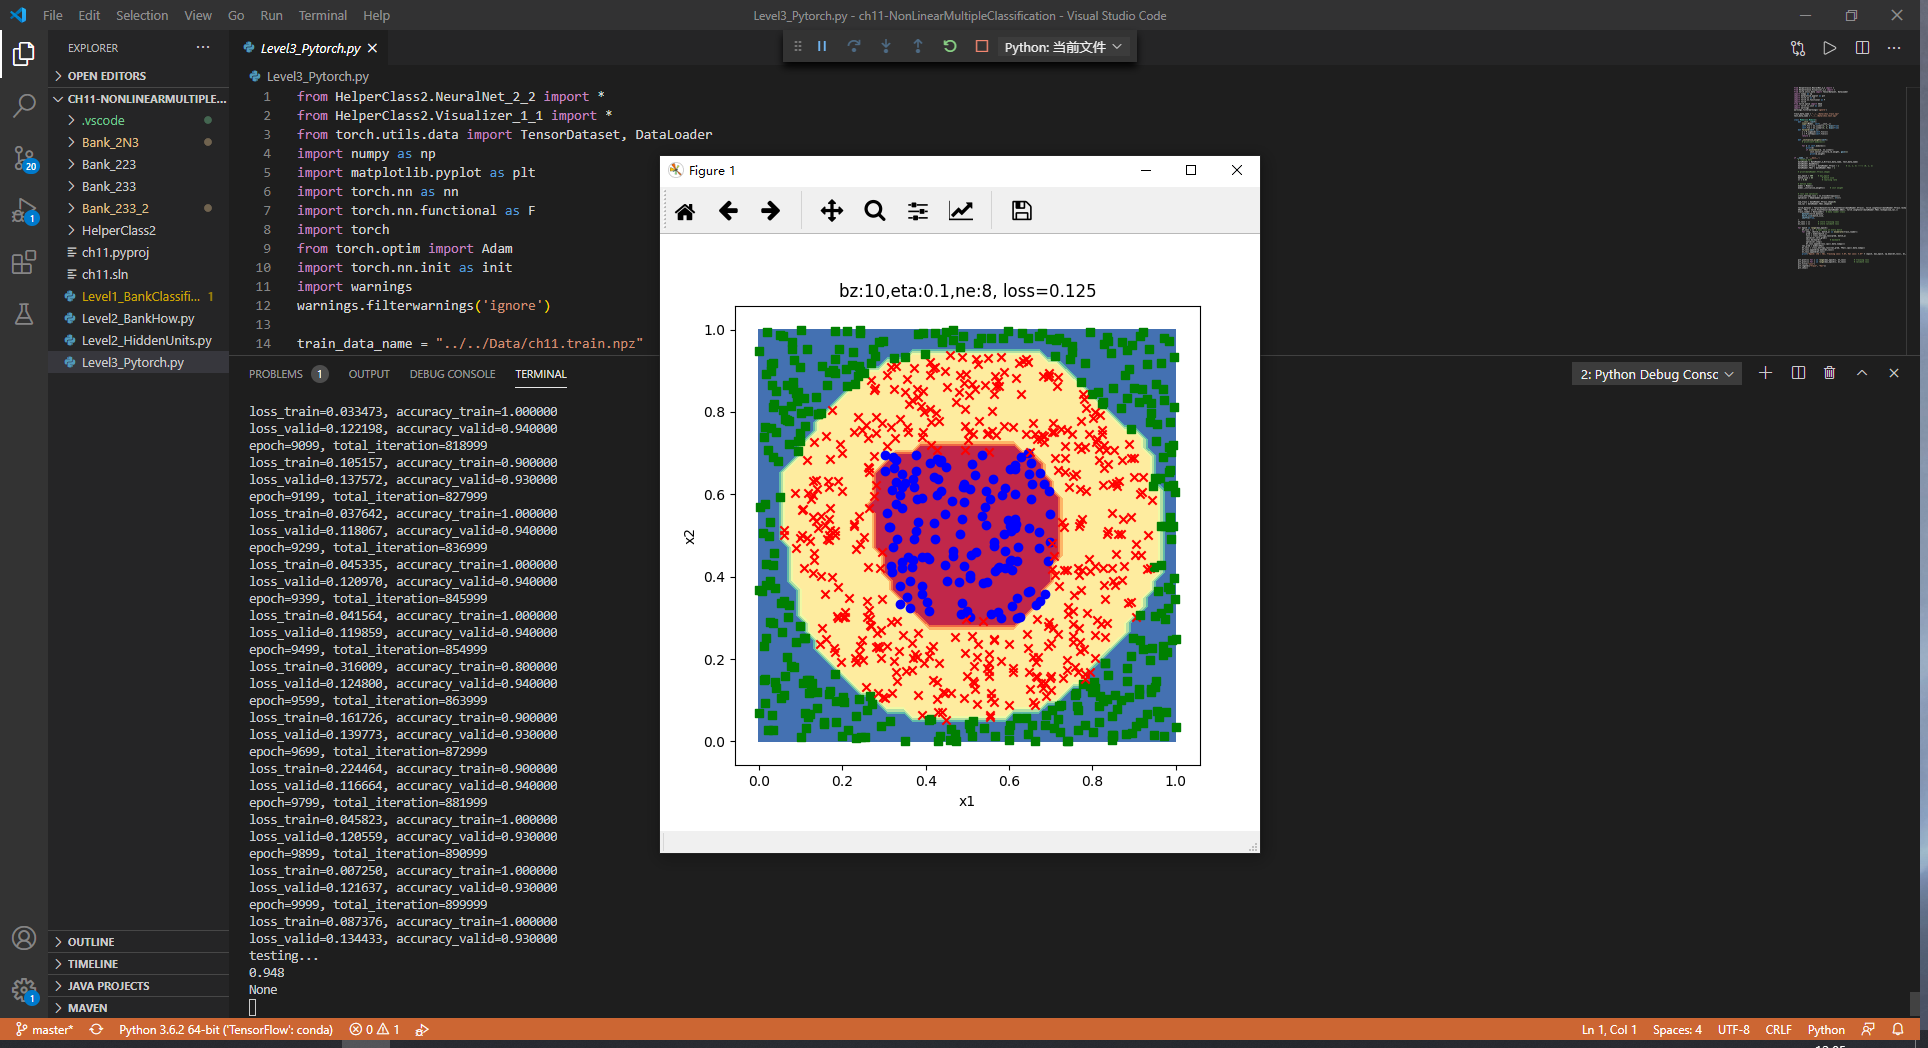 File Edit Selection View Go Run Terminal Help
Level3_Pytorch.py - ch11-NonLinearMultipleClassification - Visual Studio Code
EXPLORER
OPEN EDITORS
CH11-NONLINEARMULTIPLE...
.vscode
Bank_2N3
Bank_223
Bank_233
Bank_233_2
HelperClass2
ch11.pyproj
ch11.sln
Level1_BankClassifi... 1
Level2_BankHow.py
Level2_HiddenUnits.py
Level3_Pytorch.py
OUTLINE
TIMELINE
JAVA PROJECTS
MAVEN
20
1
1
Level3_Pytorch.py
Python: 当前文件
Level3_Pytorch.py
1 from HelperClass2.NeuralNet_2_2 import *
2 from HelperClass2.Visualizer_1_1 import *
3 from torch.utils.data import TensorDataset, DataLoader
4 import numpy as np
5 import matplotlib.pyplot as plt
6 import torch.nn as nn
7 import torch.nn.functional as F
8 import torch
9 from torch.optim import Adam
10 import torch.nn.init as init
11 import warnings
12 warnings.filterwarnings('ignore')
13
14 train_data_name = "../../Data/ch11.train.npz"
PROBLEMS 1 OUTPUT DEBUG CONSOLE TERMINAL
2: Python Debug Consc
loss_train=0.033473, accuracy_train=1.000000
loss_valid=0.122198, accuracy_valid=0.940000
epoch=9099, total_iteration=818999
loss_train=0.105157, accuracy_train=0.900000
loss_valid=0.137572, accuracy_valid=0.930000
epoch=9199, total_iteration=827999
loss_train=0.037642, accuracy_train=1.000000
loss_valid=0.118067, accuracy_valid=0.940000
epoch=9299, total_iteration=836999
loss_train=0.045335, accuracy_train=1.000000
loss_valid=0.120970, accuracy_valid=0.940000
epoch=9399, total_iteration=845999
loss_train=0.041564, accuracy_train=1.000000
loss_valid=0.119859, accuracy_valid=0.940000
epoch=9499, total_iteration=854999
loss_train=0.316009, accuracy_train=0.800000
loss_valid=0.124800, accuracy_valid=0.940000
epoch=9599, total_iteration=863999
loss_train=0.161726, accuracy_train=0.900000
loss_valid=0.139773, accuracy_valid=0.930000
epoch=9699, total_iteration=872999
loss_train=0.224464, accuracy_train=0.900000
loss_valid=0.116664, accuracy_valid=0.940000
epoch=9799, total_iteration=881999
loss_train=0.045823, accuracy_train=1.000000
loss_valid=0.120559, accuracy_valid=0.930000
epoch=9899, total_iteration=890999
loss_train=0.007250, accuracy_train=1.000000
loss_valid=0.121637, accuracy_valid=0.930000
epoch=9999, total_iteration=899999
loss_train=0.087376, accuracy_train=1.000000
loss_valid=0.134433, accuracy_valid=0.930000
testing...
0.948
None
Figure 1
bz:10,eta:0.1,ne:8, loss=0.125
1.0
0.8
0.6
0.4
0.2
0.0
x2
0.0 0.2 0.4 0.6 0.8 1.0
x1
master* Python 3.6.2 64-bit ('TensorFlow': conda) 0 1
Ln 1, Col 1 Spaces: 4 UTF-8 CRLF Python